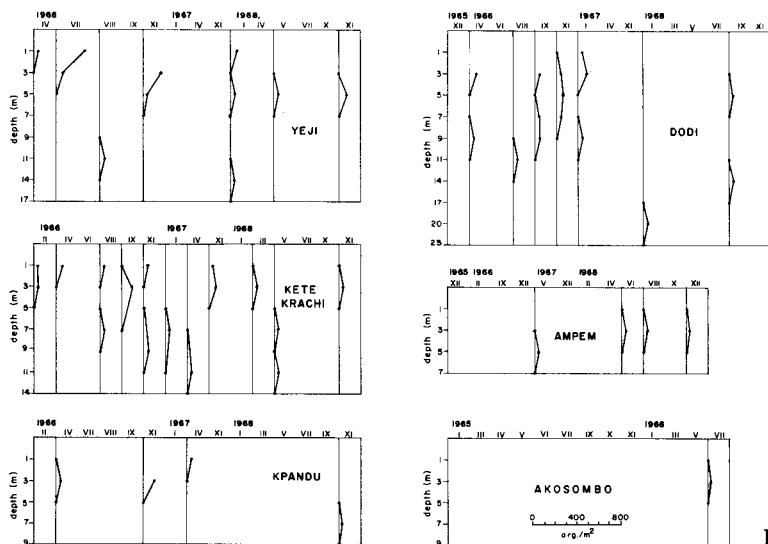 1966 1967 1968,
IV VII VIII IX XI IV XI I IV V VII X XI
depth (m)
1
3
5
7
9
11
14
17
YEJI
1966 1967 1968
II IV VI VIII IX XI I IV XI I III V VII X XI
depth (m)
1
3
5
7
9
11
14
KETE
KRACHI
1966 1967 1968
II IV VII VIII IX XI I IV XI I III V VII X XI
depth (m)
1
3
5
7
9
KPANDU
1965 1966 1967 1968
XII IV VI VIII IX XI I IV XI I III V VII IX XI
depth (m)
1
3
5
7
9
11
14
17
20
25
DODI
1965 1966 1967 1968
XII II IX XII V XII II IV VI VIII X XII
depth (m)
1
3
5
7
AMPEM
1965 1966
I III IV V VI VII IX X XI I III V VII
depth (m)
1
3
5
7
9
AKOSOMBO
0 400 800
org./m²